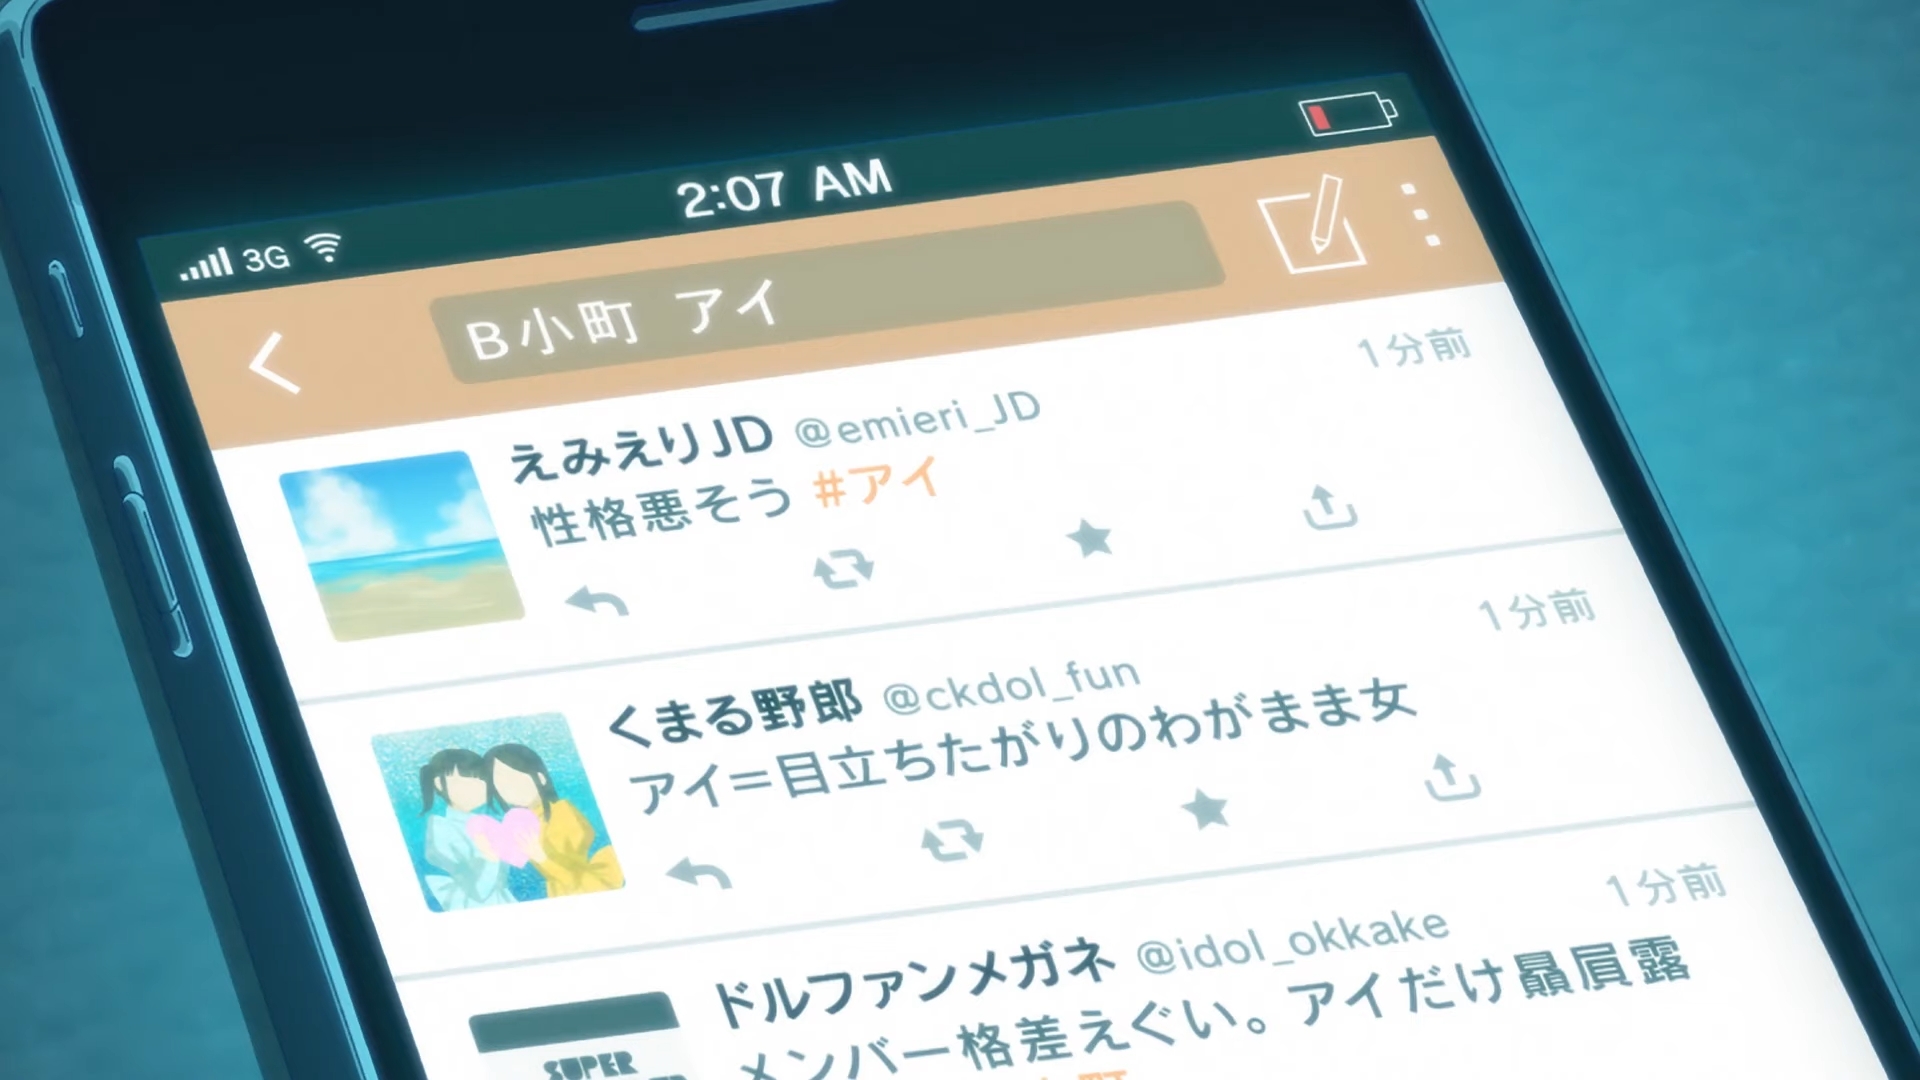 3G 2:07 AM
B小町 アイ
えみえりJD @emieri_JD 1分前
性格悪そう #アイ
くまる野郎 @ckdol_fun 1分前
アイ=目立ちたがりのわがまま女
ドルファンメガネ @idol_okkake 1分前
メンバー格差えぐい。アイだけ贔屓露
SUPER